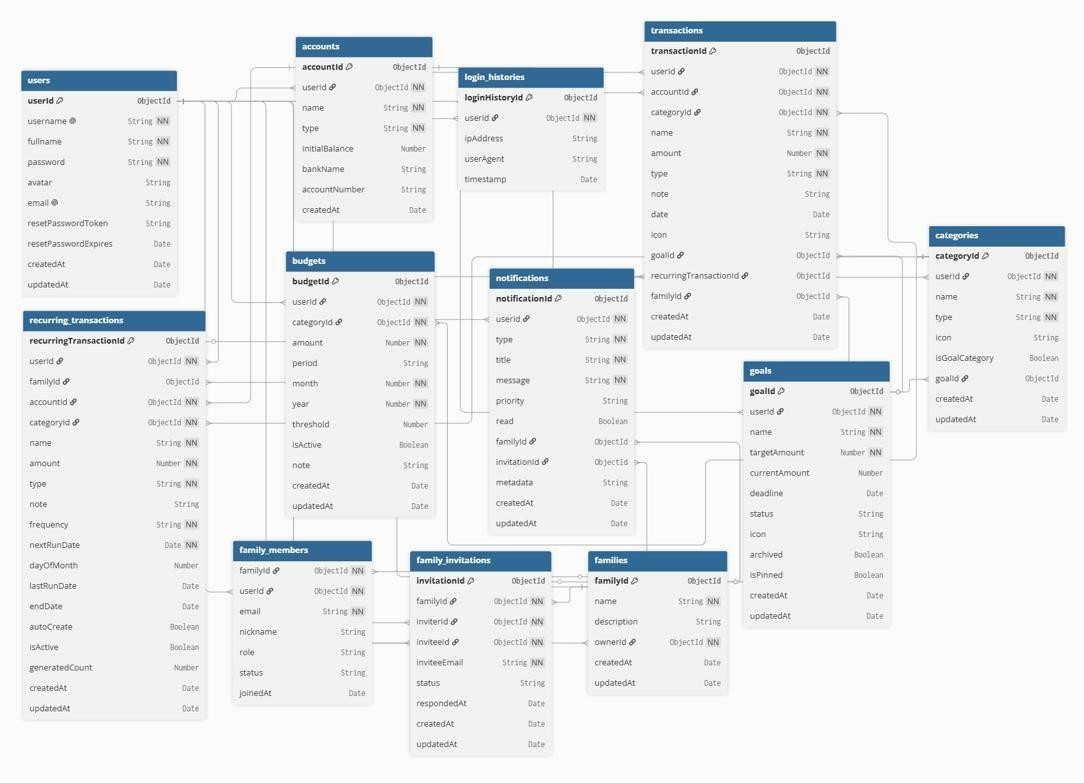 users
userId ObjectId
username String NN
fullname String NN
password String NN
avatar String
email String
resetPasswordToken String
resetPasswordExpires Date
createdAt Date
updatedAt Date
accounts
accountId ObjectId
userId ObjectId NN
name String NN
type String NN
initialBalance Number
bankName String
accountNumber String
createdAt Date
login_histories
loginHistoryId ObjectId
userId ObjectId NN
ipAddress String
userAgent String
timestamp Date
transactions
transactionId ObjectId
userId ObjectId NN
accountId ObjectId NN
categoryId ObjectId NN
name String NN
amount Number NN
type String NN
note String
date Date
icon String
goalId ObjectId
recurringTransactionId ObjectId
familyId ObjectId
createdAt Date
updatedAt Date
categories
categoryId ObjectId
userId ObjectId NN
name String NN
type String NN
icon String
isGoalCategory Boolean
goalId ObjectId
createdAt Date
updatedAt Date
budgets
budgetId ObjectId
userId ObjectId NN
categoryId ObjectId NN
amount Number NN
period String
month Number NN
year Number NN
threshold Number
isActive Boolean
note String
createdAt Date
updatedAt Date
notifications
notificationId ObjectId
userId ObjectId NN
type String NN
title String NN
message String NN
priority String
read Boolean
familyId ObjectId
invitationId ObjectId
metadata String
createdAt Date
updatedAt Date
recurring_transactions
recurringTransactionId ObjectId
userId ObjectId NN
familyId ObjectId
accountId ObjectId NN
categoryId ObjectId NN
name String NN
amount Number NN
type String NN
note String
frequency String NN
nextRunDate Date NN
dayOfMonth Number
lastRunDate Date
endDate Date
autoCreate Boolean
isActive Boolean
generatedCount Number
createdAt Date
updatedAt Date
goals
goalId ObjectId
userId ObjectId NN
name String NN
targetAmount Number NN
currentAmount Number
deadline Date
status String
icon String
archived Boolean
isPinned Boolean
createdAt Date
updatedAt Date
family_members
familyId ObjectId NN
userId ObjectId NN
email String NN
nickname String
role String
status String
joinedAt Date
family_invitations
invitationId ObjectId
familyId ObjectId NN
inviterId ObjectId NN
inviteeId ObjectId NN
inviteeEmail String NN
status String
respondedAt Date
createdAt Date
updatedAt Date
families
familyId ObjectId
name String NN
description String
ownerId ObjectId NN
createdAt Date
updatedAt Date